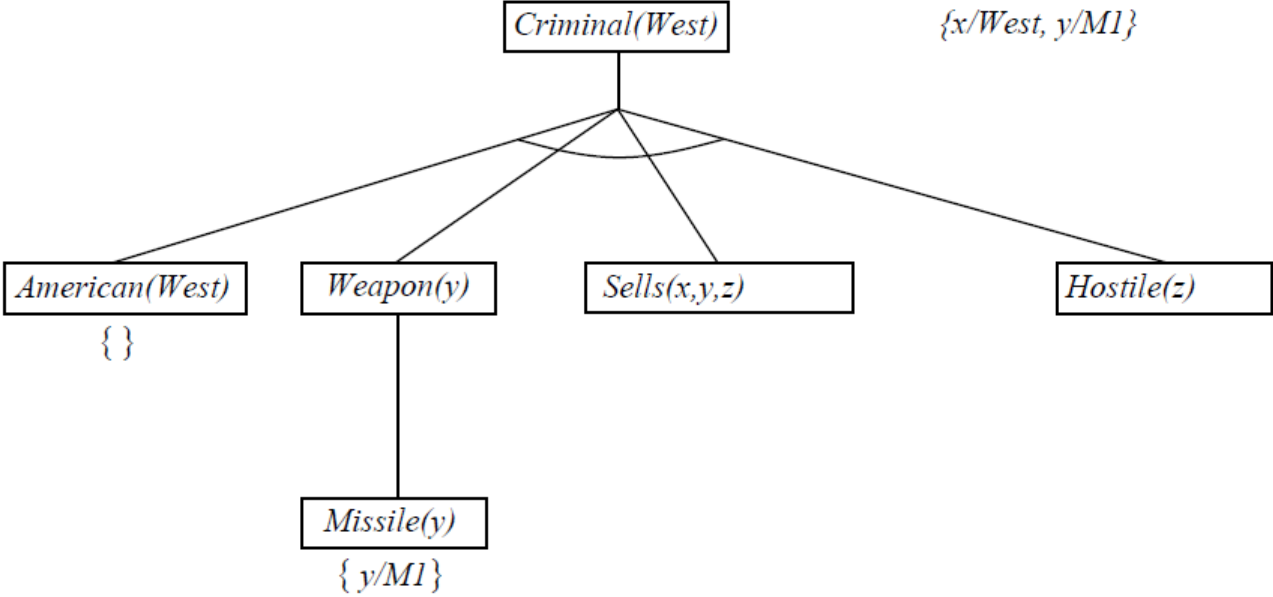 Criminal(West)
{x/West, y/M1}
American(West)
Weapon(y)
Sells(x,y,z)
Hostile(z)
{ }
Missile(y)
{ y/M1}